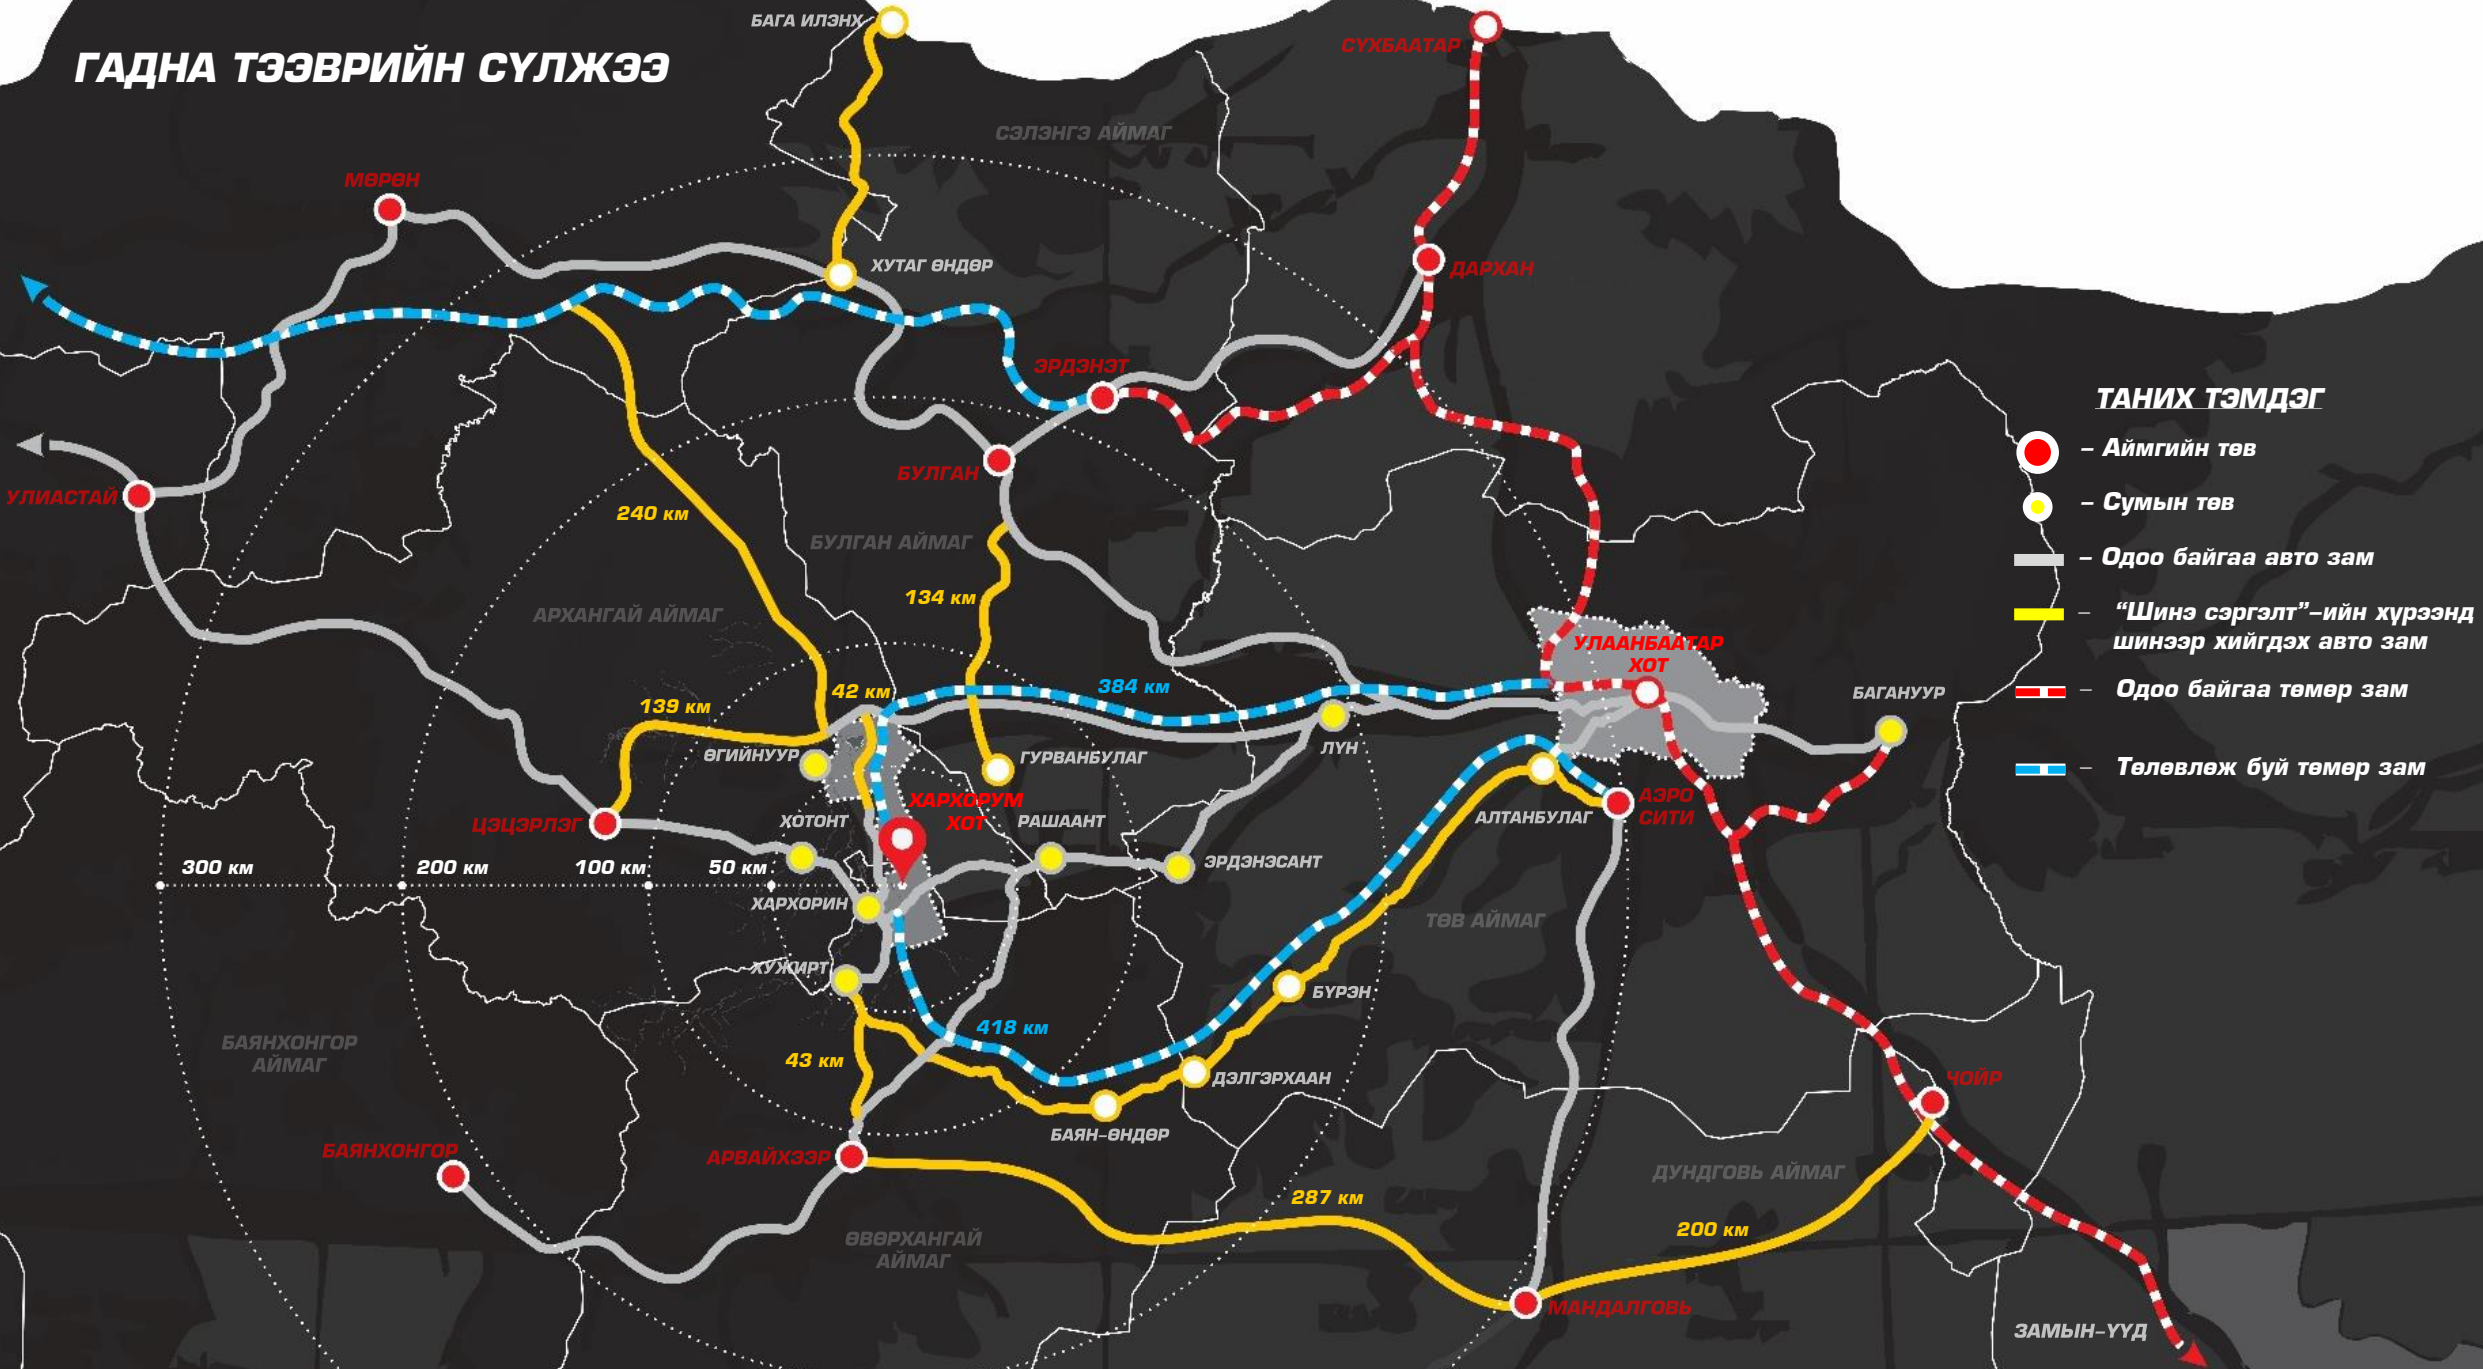 ГАДНА ТЭЭВРИЙН СҮЛЖЭЭ
БАГА ИЛЭНХ
СҮХБААТАР
СЭЛЭНГЭ АЙМАГ
МӨРӨН
ХУТАГ ӨНДӨР
ДАРХАН
ЭРДЭНЭТ
БУЛГАН
УЛИАСТАЙ
240 км
БУЛГАН АЙМАГ
134 км
АРХАНГАЙ АЙМАГ
УЛААНБААТАР
ХОТ
384 км
42 км
139 км
БАГАНУУР
ӨГИЙНУУР
ГУРВАНБУЛАГ
ЛҮН
ХАРХОРУМ
ХОТ
АЭРО
СИТИ
ЦЭЦЭРЛЭГ
ХОТОНТ
РАШААНТ
АЛТАНБУЛАГ
ЭРДЭНЭСАНТ
300 км
200 км
100 км
50 км
ХАРХОРИН
ТӨВ АЙМАГ
ХУЖИРТ
БҮРЭН
418 км
БАЯНХОНГОР
АЙМАГ
43 км
ДЭЛГЭРХААН
ЧОЙР
БАЯН-ӨНДӨР
БАЯНХОНГОР
АРВАЙХЭЭР
ДУНДГОВЬ АЙМАГ
287 км
200 км
ӨВӨРХАНГАЙ
АЙМАГ
МАНДАЛГОВЬ
ЗАМЫН-ҮҮД
ТАНИХ ТЭМДЭГ
– Аймгийн төв
– Сумын төв
– Одоо байгаа авто зам
– “Шинэ сэргэлт”-ийн хүрээнд
шинээр хийгдэх авто зам
– Одоо байгаа төмөр зам
– Төлөвлөж буй төмөр зам